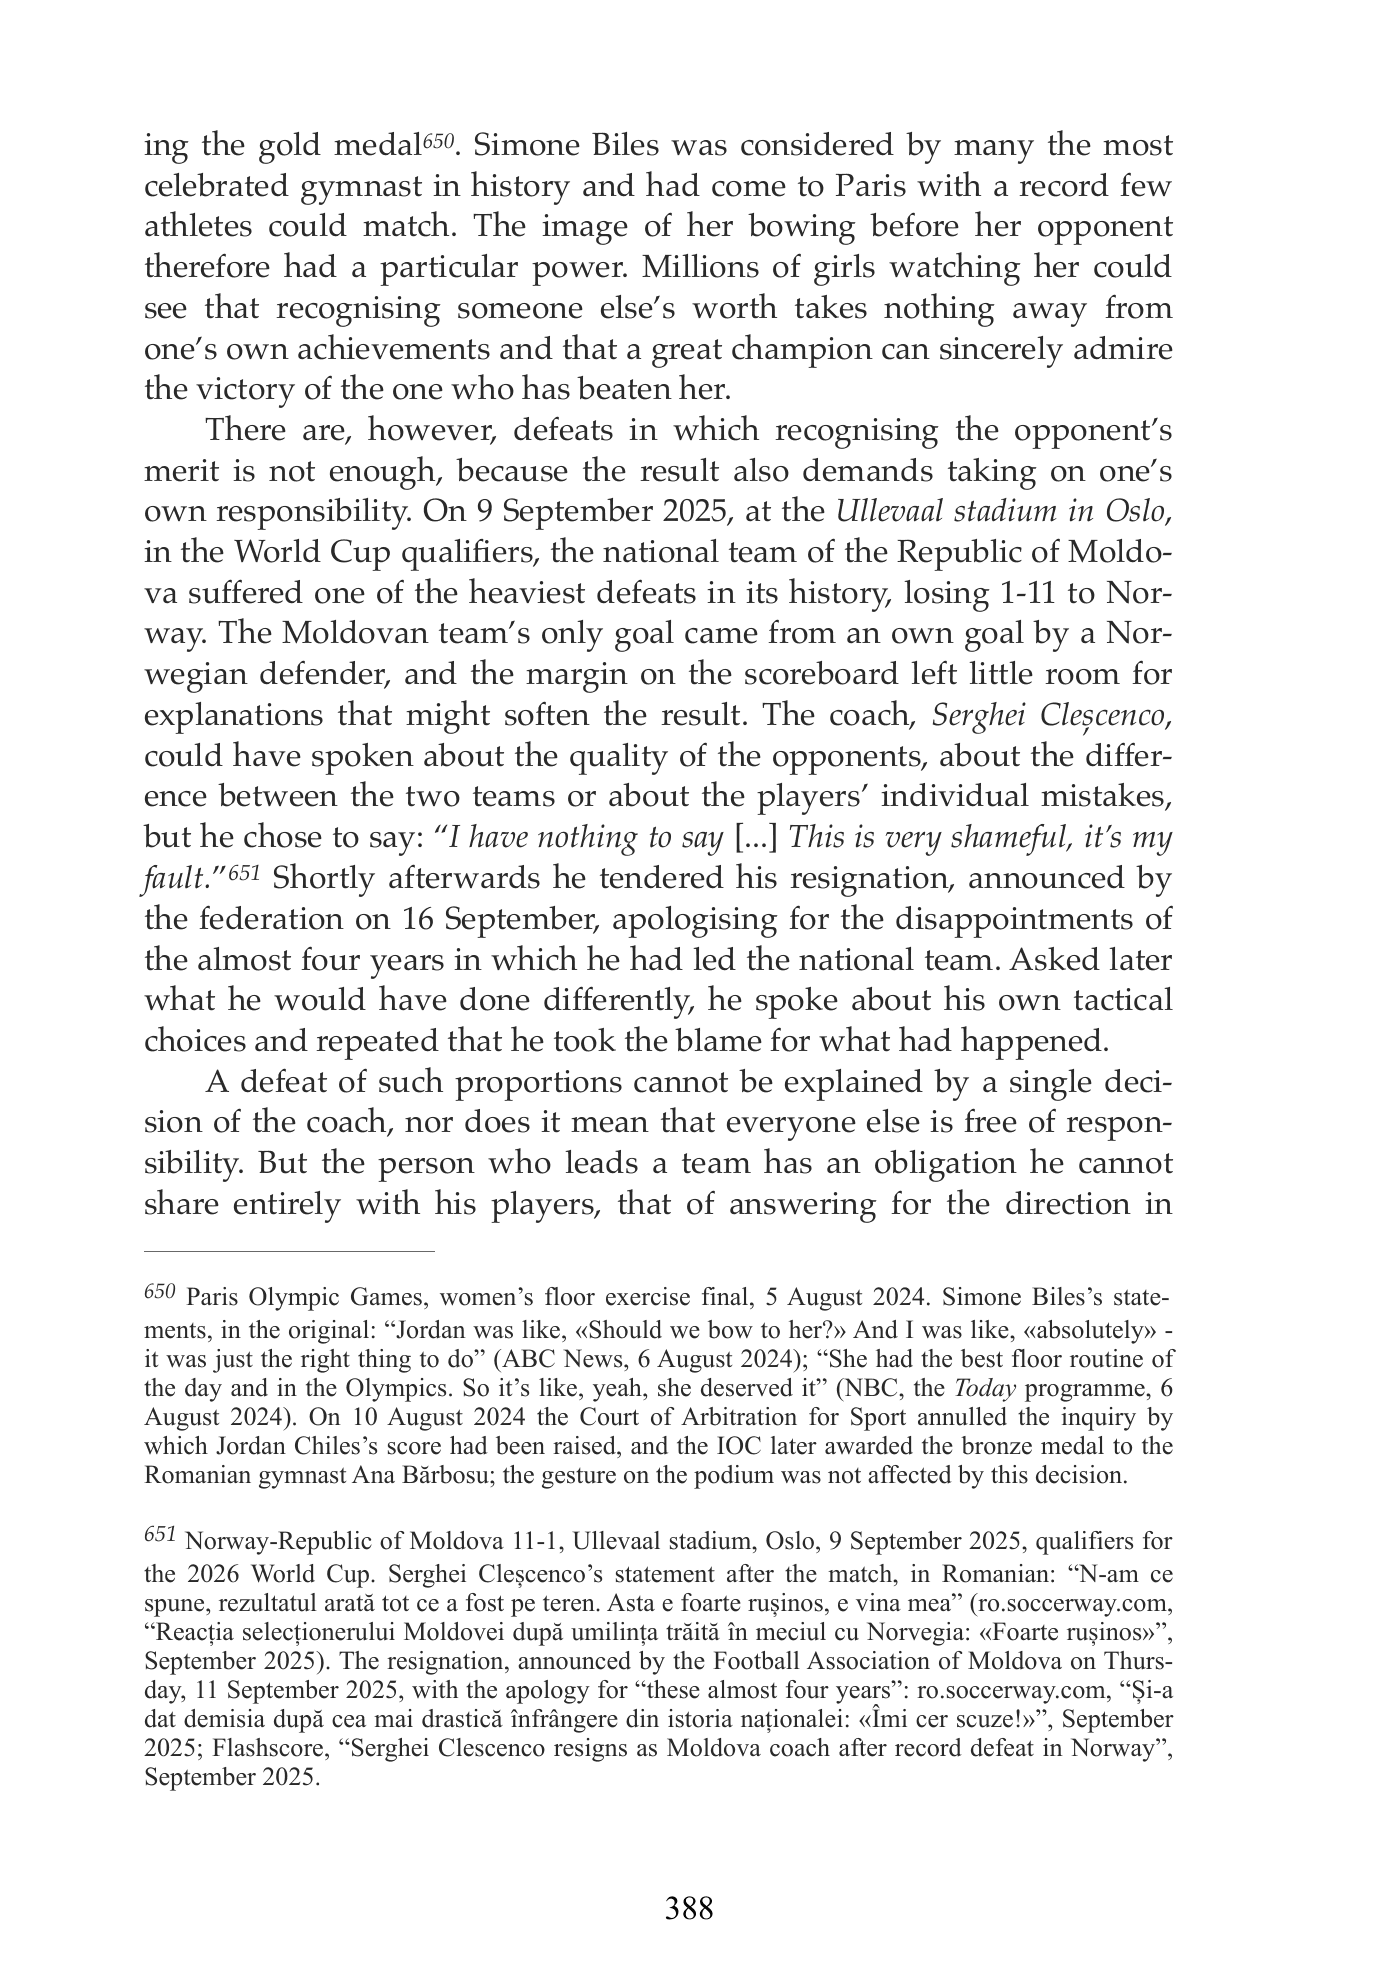 ing the gold medal650. Simone Biles was considered by many the most
celebrated gymnast in history and had come to Paris with a record few
athletes could match. The image of her bowing before her opponent
therefore had a particular power. Millions of girls watching her could
see that recognising someone else’s worth takes nothing away from
one’s own achievements and that a great champion can sincerely admire
the victory of the one who has beaten her.
There are, however, defeats in which recognising the opponent’s
merit is not enough, because the result also demands taking on one’s
own responsibility. On 9 September 2025, at the Ullevaal stadium in Oslo,
in the World Cup qualifiers, the national team of the Republic of Moldo-
va suffered one of the heaviest defeats in its history, losing 1-11 to Nor-
way. The Moldovan team’s only goal came from an own goal by a Nor-
wegian defender, and the margin on the scoreboard left little room for
explanations that might soften the result. The coach, Serghei Cleșcenco,
could have spoken about the quality of the opponents, about the differ-
ence between the two teams or about the players’ individual mistakes,
but he chose to say: “I have nothing to say [...] This is very shameful, it’s my
fault.”651 Shortly afterwards he tendered his resignation, announced by
the federation on 16 September, apologising for the disappointments of
the almost four years in which he had led the national team. Asked later
what he would have done differently, he spoke about his own tactical
choices and repeated that he took the blame for what had happened.
A defeat of such proportions cannot be explained by a single deci-
sion of the coach, nor does it mean that everyone else is free of respon-
sibility. But the person who leads a team has an obligation he cannot
share entirely with his players, that of answering for the direction in
650 Paris Olympic Games, women’s floor exercise final, 5 August 2024. Simone Biles’s state-
ments, in the original: “Jordan was like, «Should we bow to her?» And I was like, «absolutely» -
it was just the right thing to do” (ABC News, 6 August 2024); “She had the best floor routine of
the day and in the Olympics. So it’s like, yeah, she deserved it” (NBC, the Today programme, 6
August 2024). On 10 August 2024 the Court of Arbitration for Sport annulled the inquiry by
which Jordan Chiles’s score had been raised, and the IOC later awarded the bronze medal to the
Romanian gymnast Ana Bărbosu; the gesture on the podium was not affected by this decision.
651 Norway-Republic of Moldova 11-1, Ullevaal stadium, Oslo, 9 September 2025, qualifiers for
the 2026 World Cup. Serghei Cleșcenco’s statement after the match, in Romanian: “N-am ce
spune, rezultatul arată tot ce a fost pe teren. Asta e foarte rușinos, e vina mea” (ro.soccerway.com,
“Reacția selecționerului Moldovei după umilința trăită în meciul cu Norvegia: «Foarte rușinos»”,
September 2025). The resignation, announced by the Football Association of Moldova on Thurs-
day, 11 September 2025, with the apology for “these almost four years”: ro.soccerway.com, “Și-a
dat demisia după cea mai drastică înfrângere din istoria naționalei: «Îmi cer scuze!»”, September
2025; Flashscore, “Serghei Clescenco resigns as Moldova coach after record defeat in Norway”,
September 2025.
388